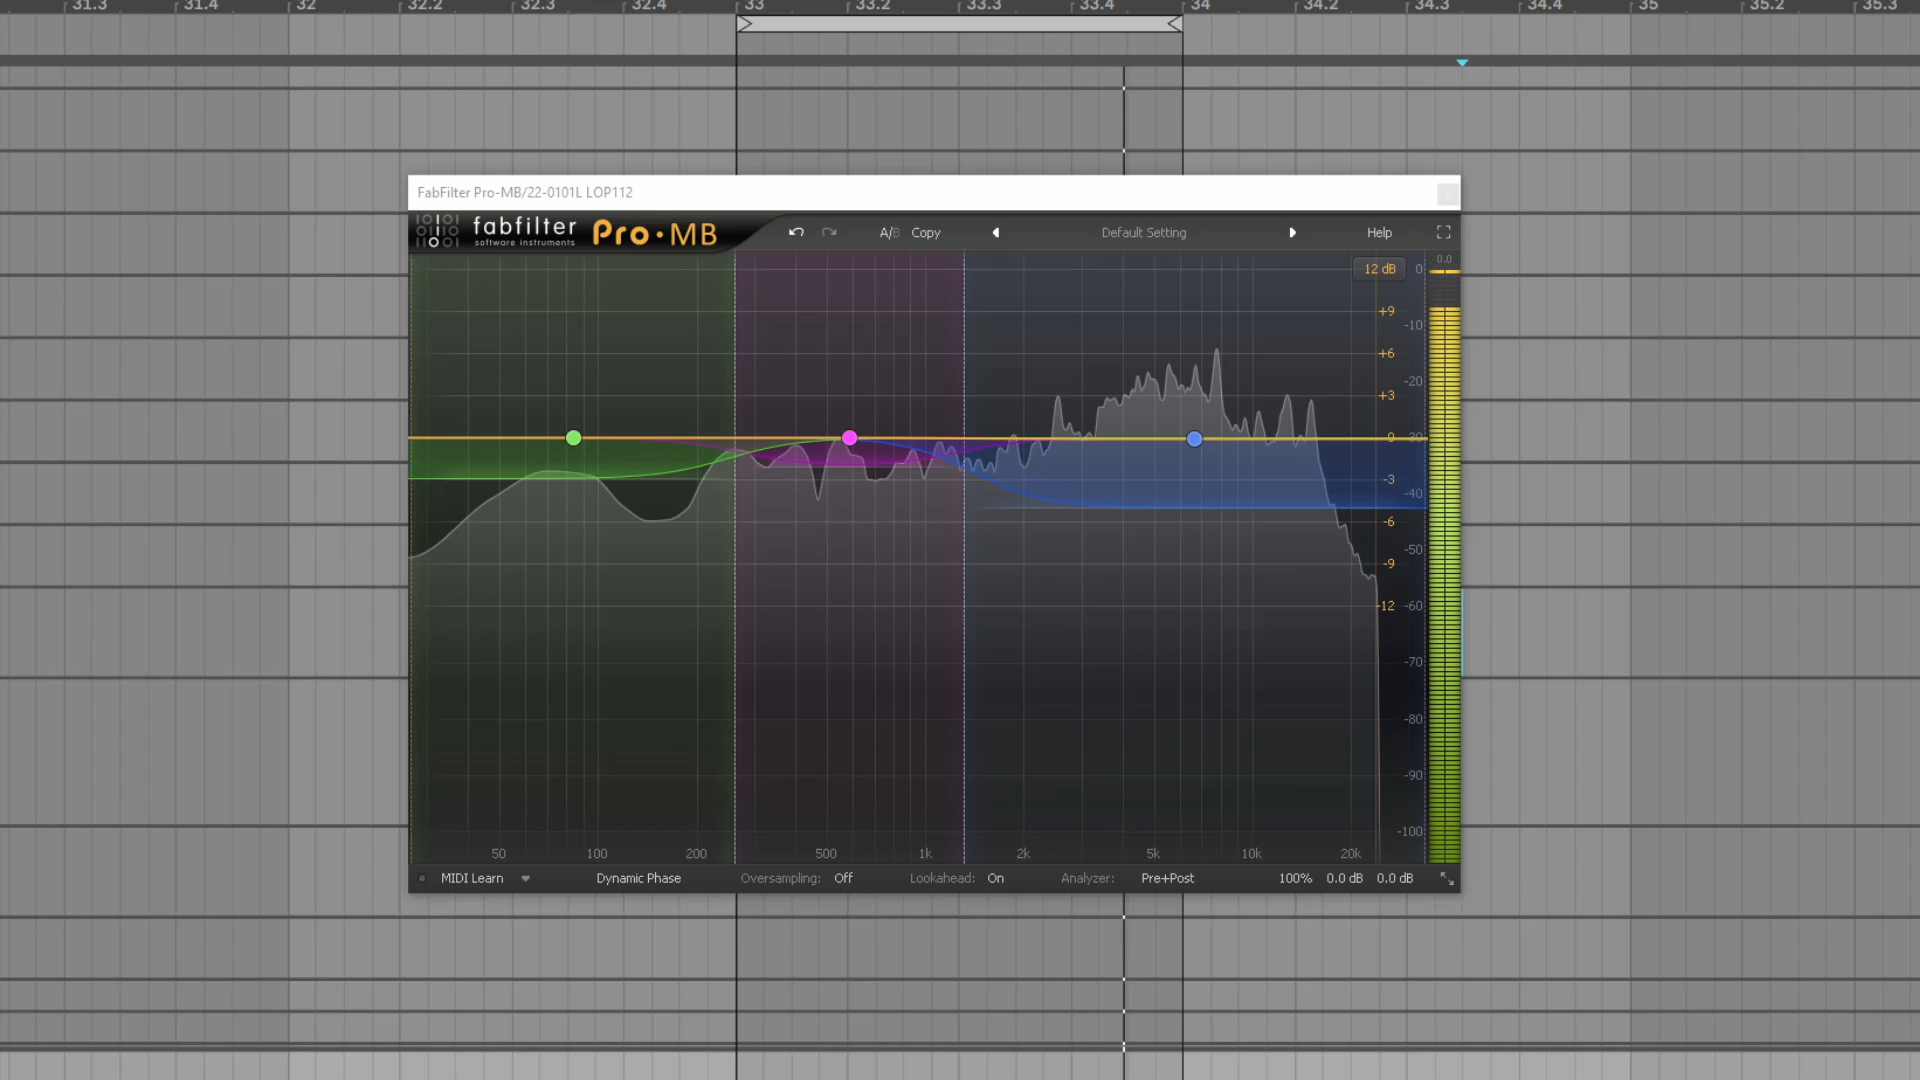 31.3 31.4 32 32.2 32.3 32.4 33 33.2 33.3 33.4 34 34.2 34.3 34.4 35 35.2 35.3
FabFilter Pro-MB/22-0101L LOP112
fabfilter Pro·MB
software instruments
A/B Copy Default Setting Help
12 dB 0 0.0
+9 -10
+6 -20
+3
0 -30
-3 -40
-6 -50
-9
-12 -60
-70
-80
-90
-100
50 100 200 500 1k 2k 5k 10k 20k
MIDI Learn Dynamic Phase Oversampling: Off Lookahead: On Analyzer: Pre+Post 100% 0.0 dB 0.0 dB